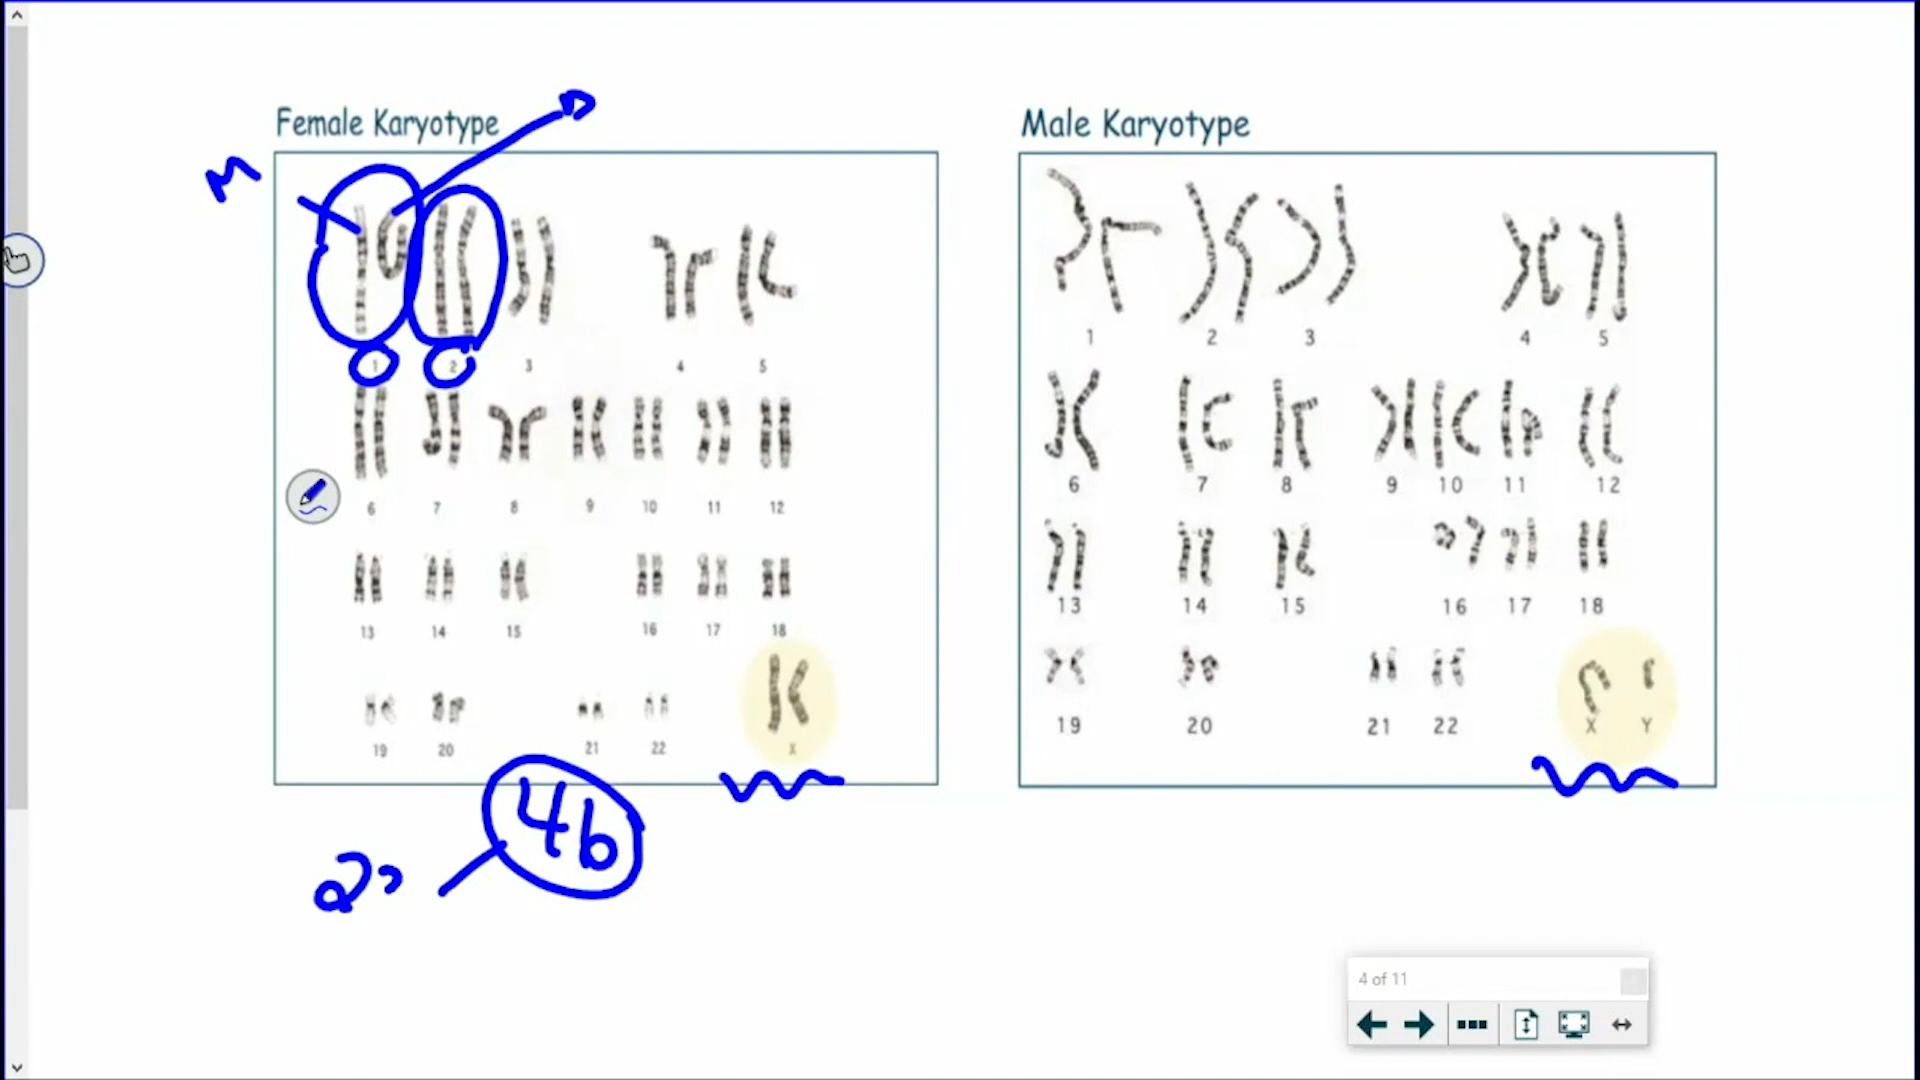 Female Karyotype
Male Karyotype
M
1 2 3 4 5
1 2 3 4 5
6 7 8 9 10 11 12
6 7 8 9 10 11 12
13 14 15 16 17 18
13 14 15 16 17 18
19 20 21 22 X
19 20 21 22 X Y
46
4 of 11